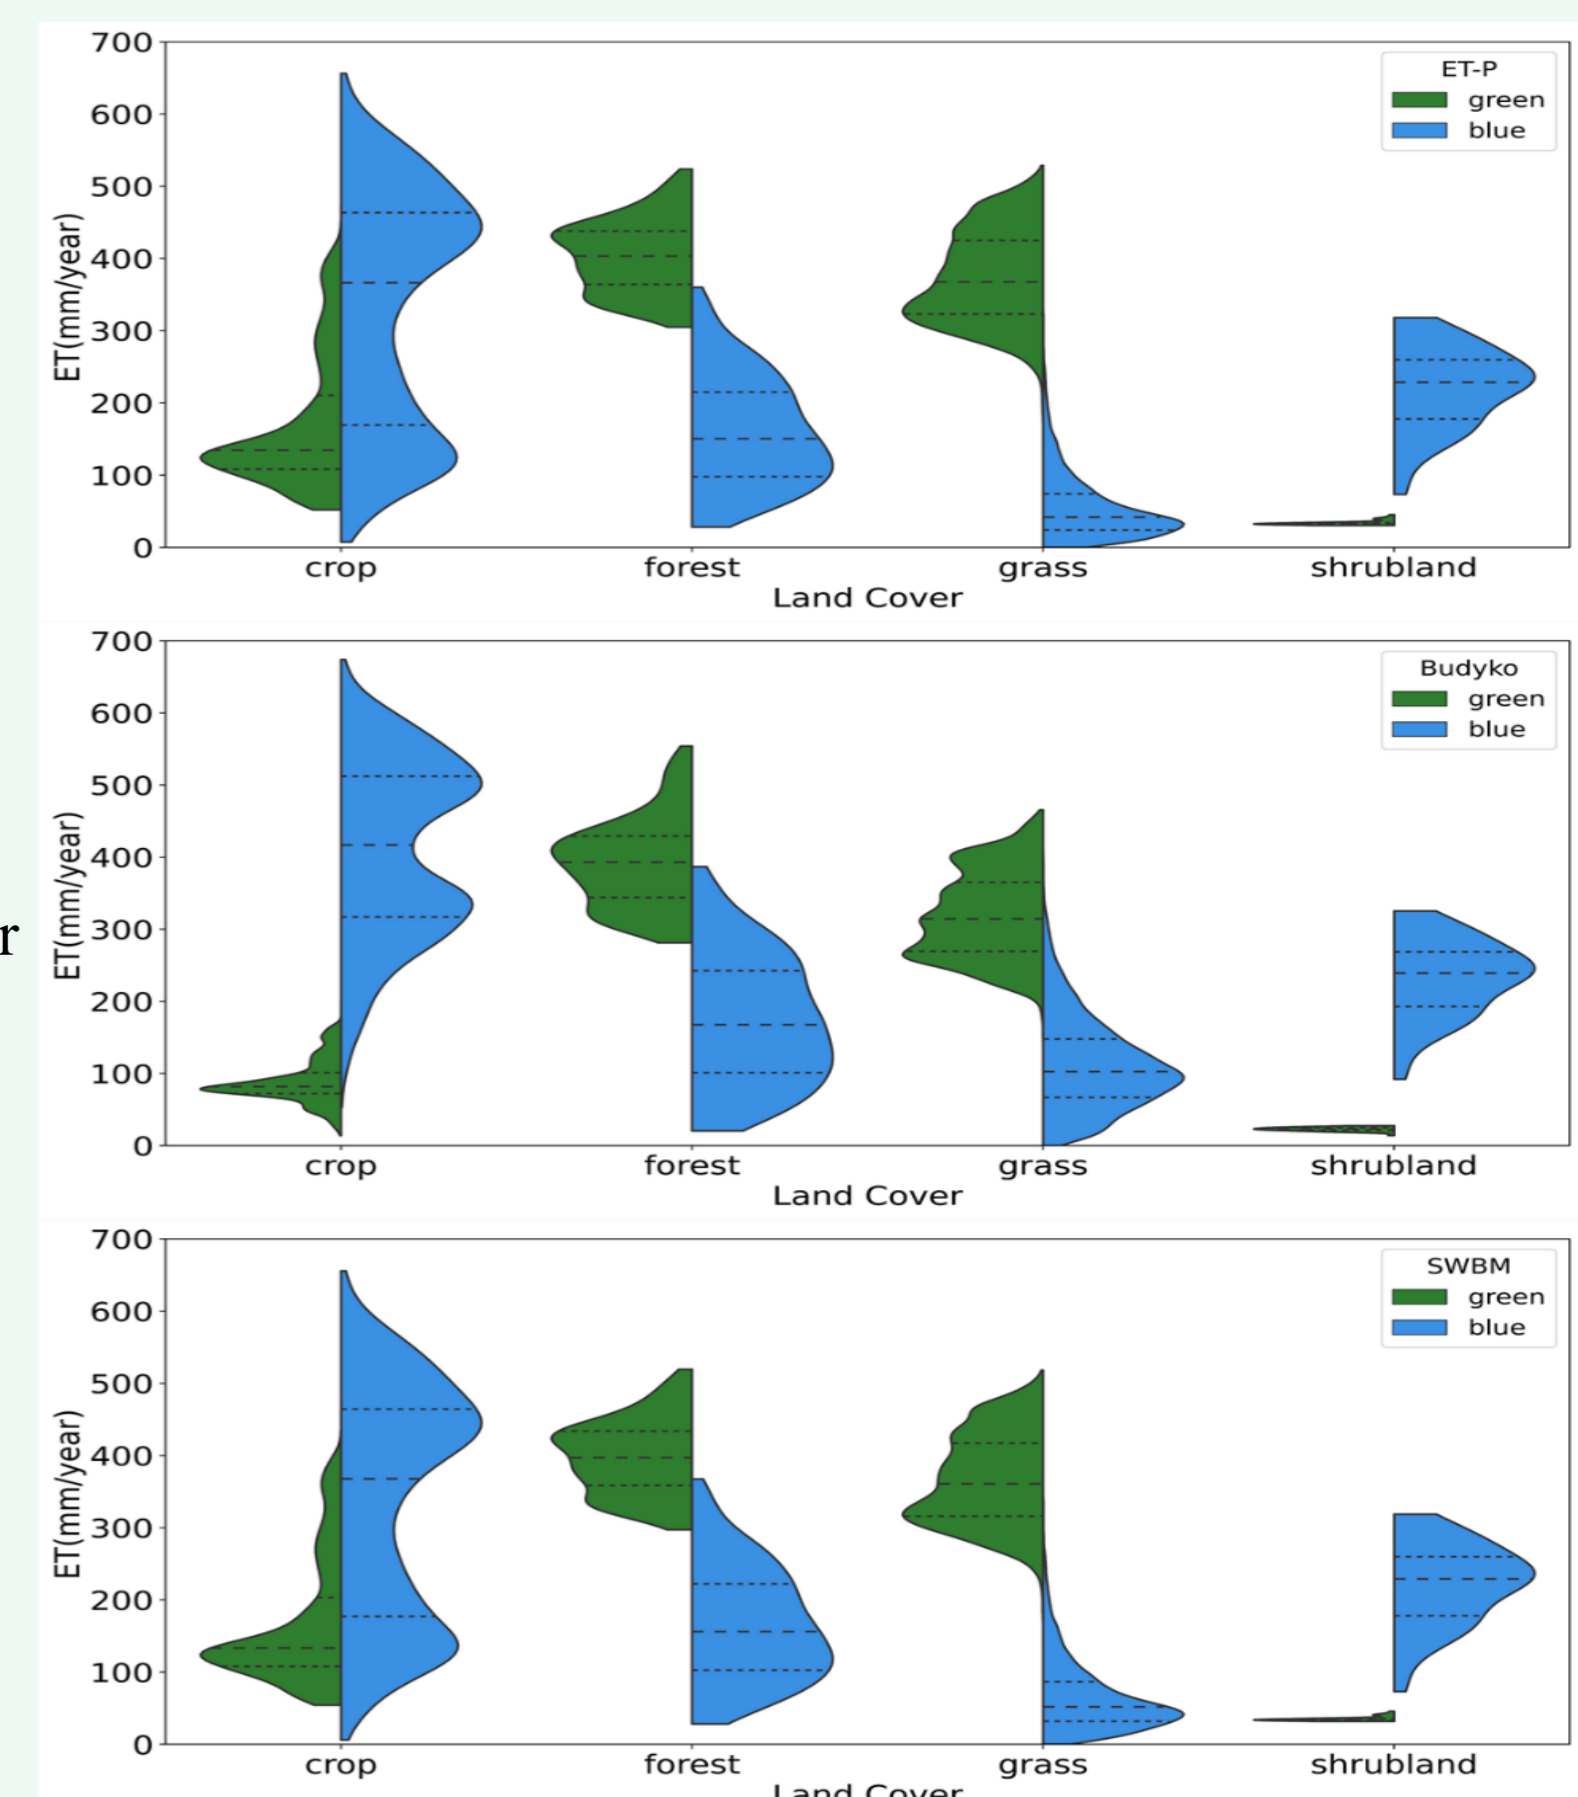 700
600
500
400
300
200
100
0
ET(mm/year)
ET-P
green
blue
crop forest grass shrubland
Land Cover
700
600
500
400
300
200
100
0
ET(mm/year)
Budyko
green
blue
crop forest grass shrubland
Land Cover
r
700
600
500
400
300
200
100
0
ET(mm/year)
SWBM
green
blue
crop forest grass shrubland
Land Cover